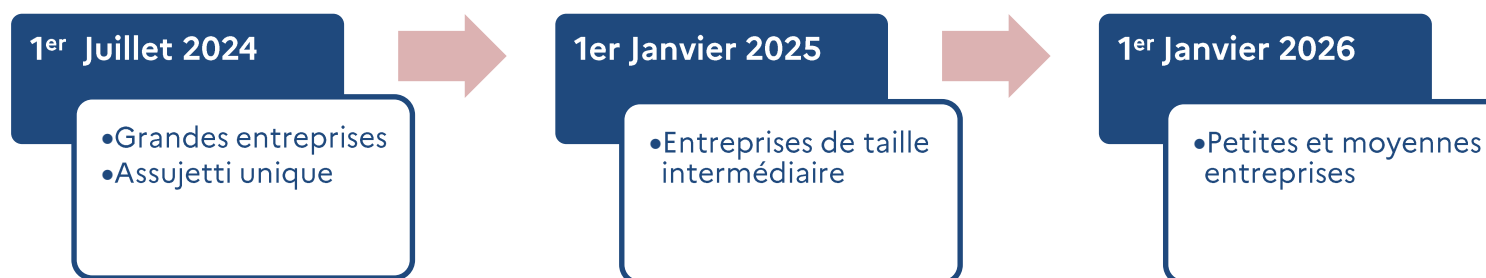 1er Juillet 2024
•Grandes entreprises
•Assujetti unique
1er Janvier 2025
•Entreprises de taille
intermédiaire
1er Janvier 2026
•Petites et moyennes
entreprises